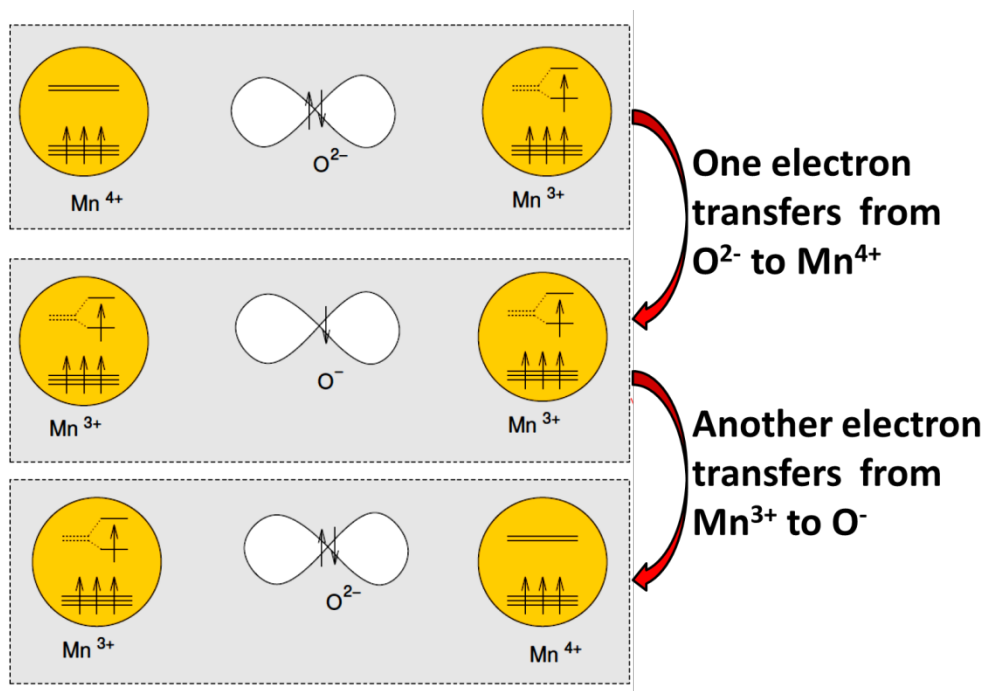 Mn 4+
O2−
Mn 3+
One electron
transfers from
O2- to Mn4+
Mn 3+
O−
Mn 3+
Another electron
transfers from
Mn3+ to O-
Mn 3+
O2−
Mn 4+